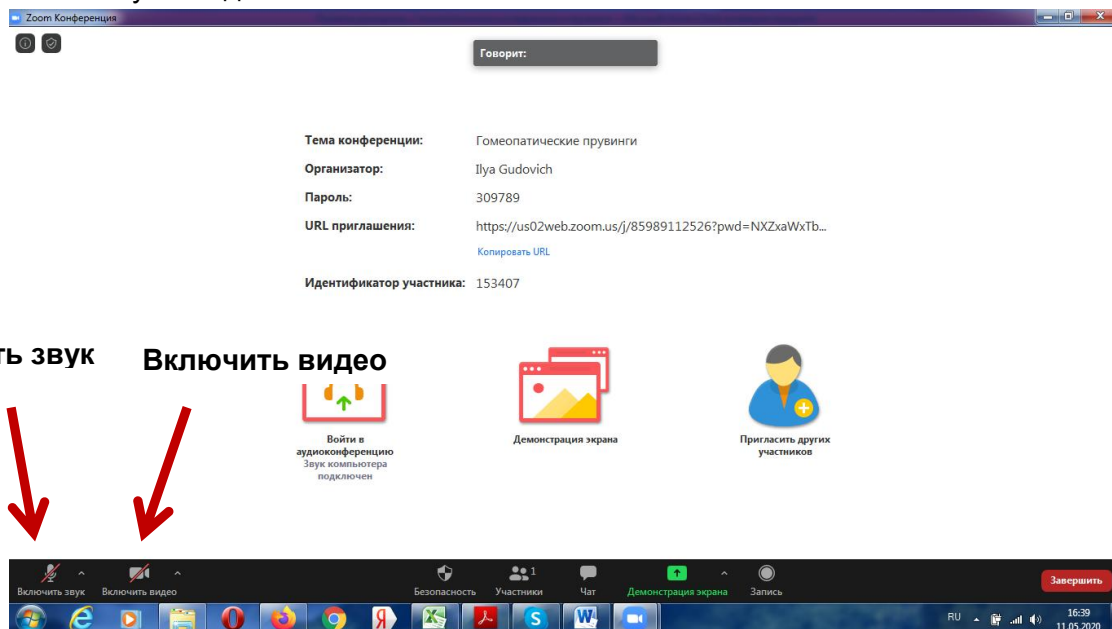 Zoom Конференция
Говорит:
Тема конференции: Гомеопатические прувинги
Организатор: Ilya Gudovich
Пароль: 309789
URL приглашения: https://us02web.zoom.us/j/85989112526?pwd=NXZxaWxTb...
Копировать URL
Идентификатор участника: 153407
ть звук Включить видео
Войти в аудиоконференцию
Звук компьютера подключен
Демонстрация экрана
Пригласить других участников
Включить звук Включить видео Безопасность Участники 1 Чат Демонстрация экрана Запись Завершить
RU 16:39
11.05.2020